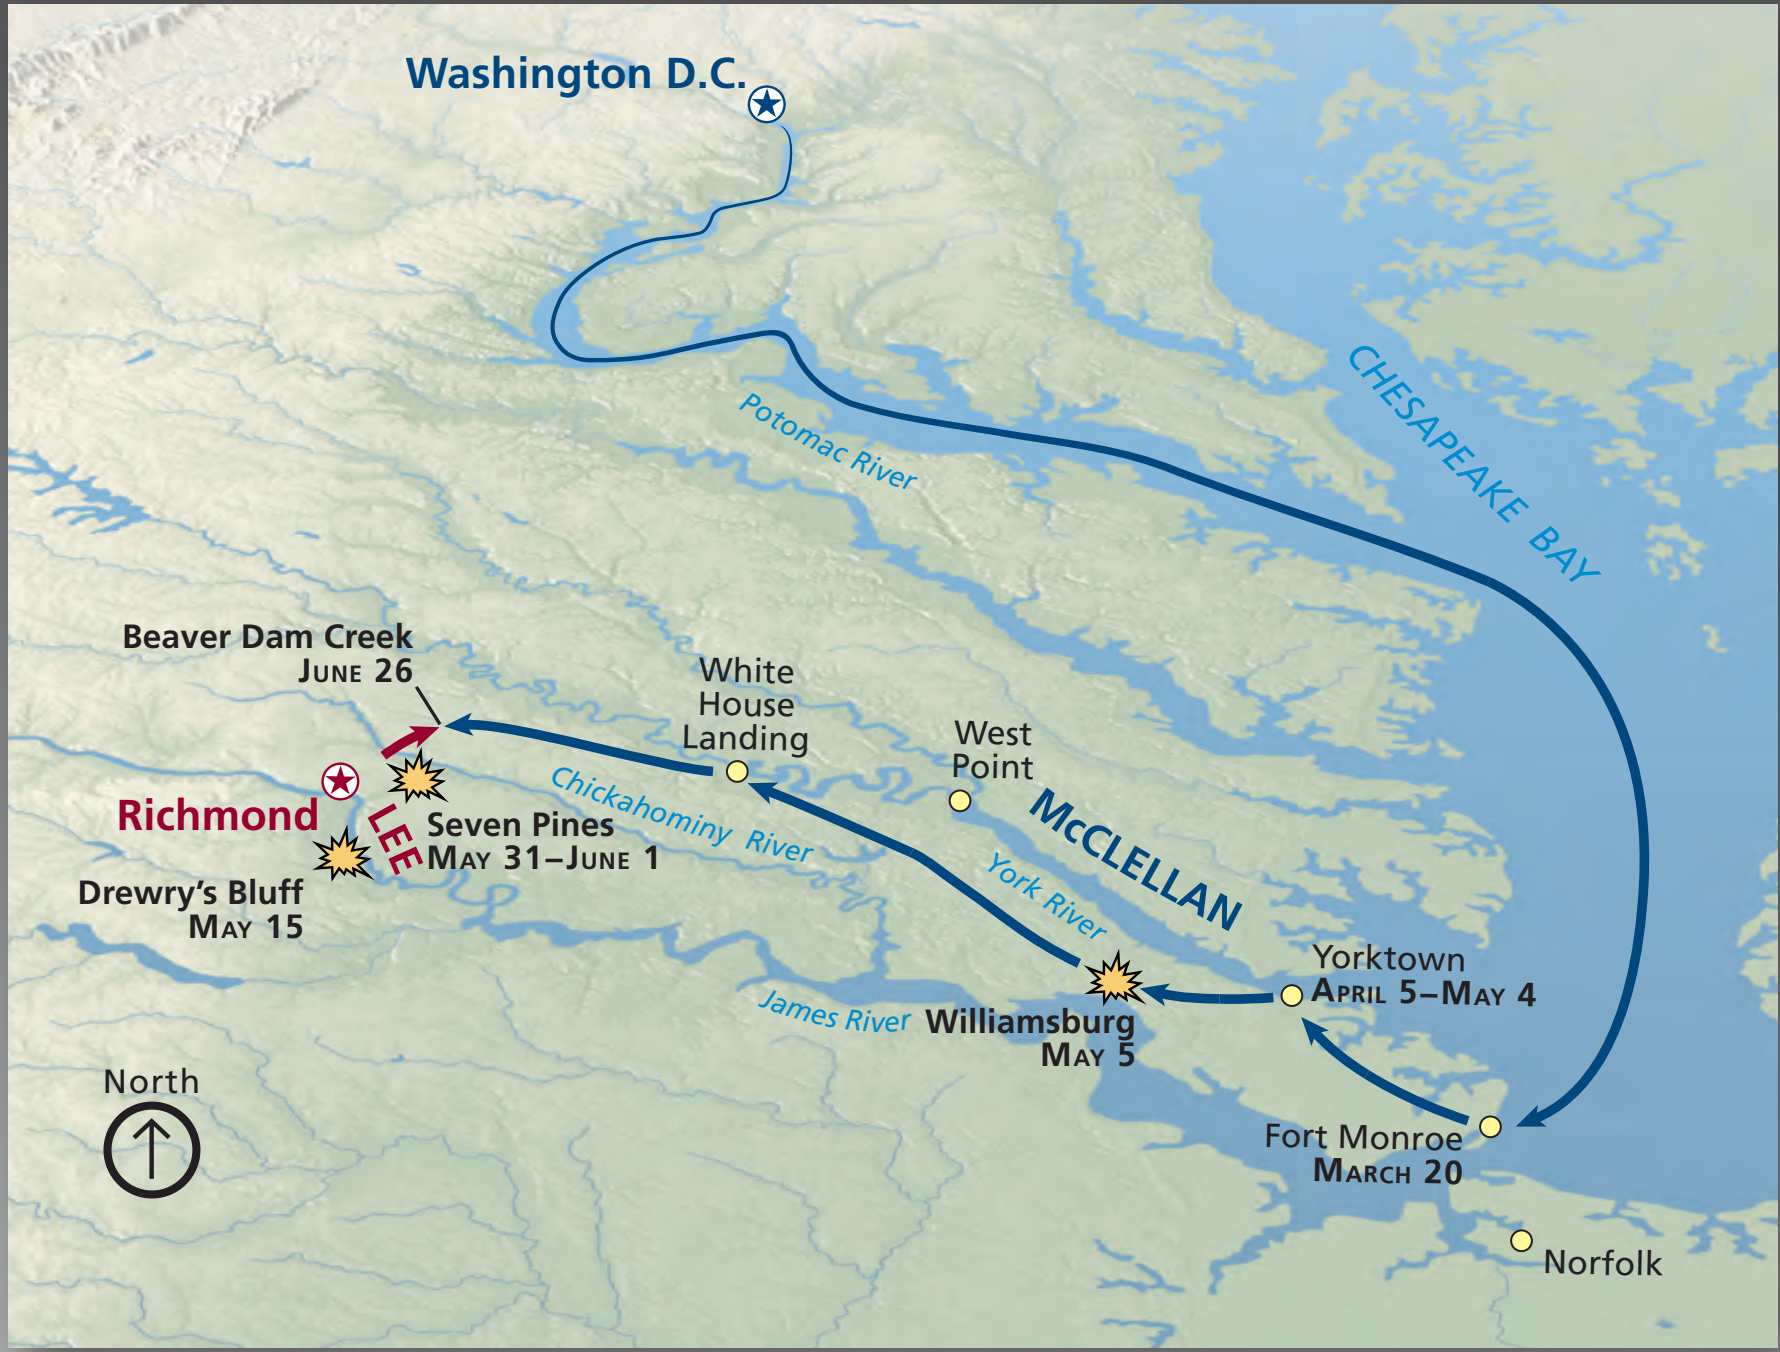 Washington D.C.
CHESAPEAKE BAY
Potomac River
Beaver Dam Creek
JUNE 26
White
House
Landing
West
Point
McCLELLAN
Chickahominy River
Richmond
LEE
Seven Pines
MAY 31–JUNE 1
York River
Drewry's Bluff
MAY 15
Yorktown
APRIL 5–MAY 4
James River
Williamsburg
MAY 5
North
Fort Monroe
MARCH 20
Norfolk